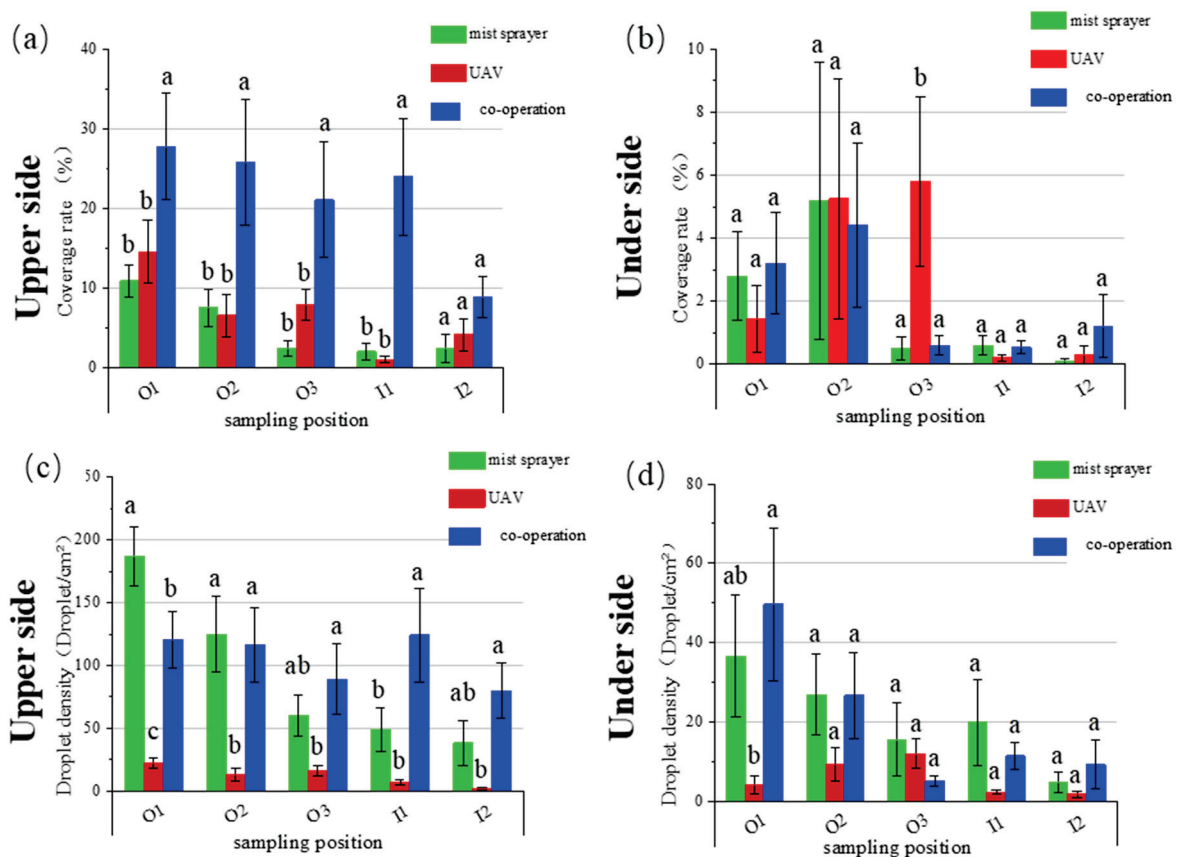 (a)
mist sprayer
UAV
co-operation
Upper side
Coverage rate (%)
40
30
20
10
0
b b a
b b a
b b a
b b a
a a a
O1 O2 O3 I1 I2
sampling position
(b)
mist sprayer
UAV
co-operation
Under side
Coverage rate (%)
10
8
6
4
2
0
a a a
a a a
a b a
a a a
a a a
O1 O2 O3 I1 I2
sampling position
(c)
mist sprayer
UAV
co-operation
Upper side
Droplet density (Droplet/cm²)
50
200
150
100
50
0
a c b
a b a
ab b a
b b a
ab b a
O1 O2 O3 I1 I2
sampling position
(d)
mist sprayer
UAV
co-operation
Under side
Droplet density (Droplet/cm²)
80
60
40
20
0
ab b a
a a a
a a a
a a a
a a a
O1 O2 O3 I1 I2
sampling position